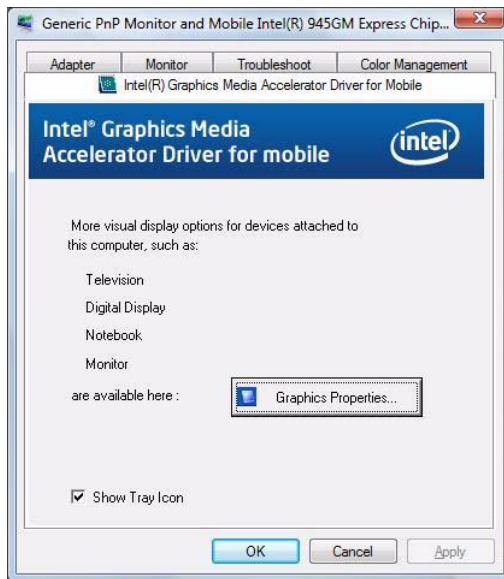 Generic PnP Monitor and Mobile Intel(R) 945GM Express Chip...
Adapter
Monitor
Troubleshoot
Color Management
Intel(R) Graphics Media Accelerator Driver for Mobile
Intel® Graphics Media
Accelerator Driver for mobile
intel
More visual display options for devices attached to
this computer, such as:
Television
Digital Display
Notebook
Monitor
are available here :
Graphics Properties...
Show Tray Icon
OK
Cancel
Apply